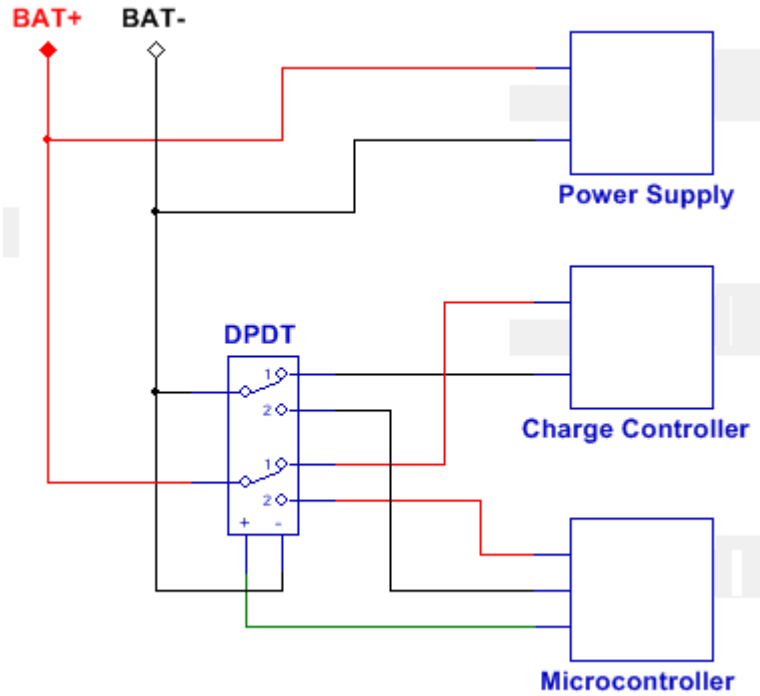 BAT+ BAT-
Power Supply
DPDT
1
2
Charge Controller
1
2
+ -
Microcontroller